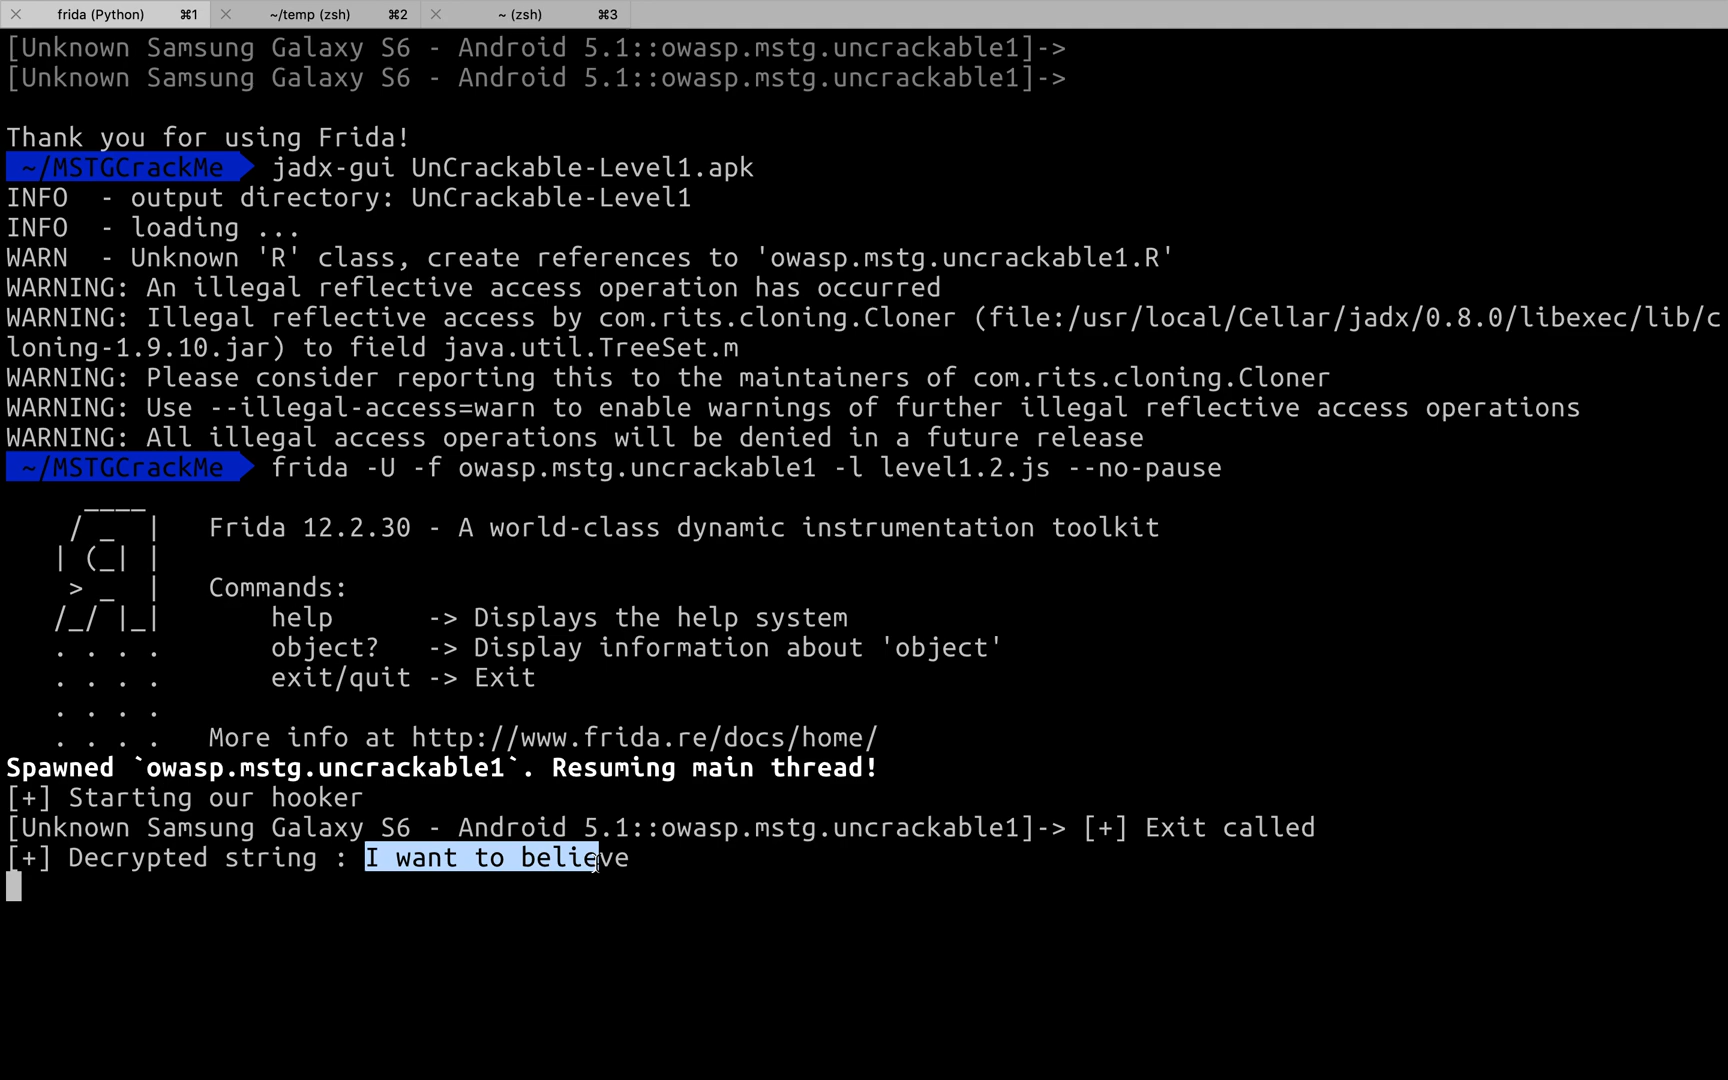 frida (Python) ⌘1 ~/temp (zsh) ⌘2 ~ (zsh) ⌘3
[Unknown Samsung Galaxy S6 - Android 5.1::owasp.mstg.uncrackable1]->
[Unknown Samsung Galaxy S6 - Android 5.1::owasp.mstg.uncrackable1]->
Thank you for using Frida!
~/MSTGCrackMe jadx-gui UnCrackable-Level1.apk
INFO  - output directory: UnCrackable-Level1
INFO  - loading ...
WARN  - Unknown 'R' class, create references to 'owasp.mstg.uncrackable1.R'
WARNING: An illegal reflective access operation has occurred
WARNING: Illegal reflective access by com.rits.cloning.Cloner (file:/usr/local/Cellar/jadx/0.8.0/libexec/lib/c
loning-1.9.10.jar) to field java.util.TreeSet.m
WARNING: Please consider reporting this to the maintainers of com.rits.cloning.Cloner
WARNING: Use --illegal-access=warn to enable warnings of further illegal reflective access operations
WARNING: All illegal access operations will be denied in a future release
~/MSTGCrackMe frida -U -f owasp.mstg.uncrackable1 -l level1.2.js --no-pause
     ____
    / _  |   Frida 12.2.30 - A world-class dynamic instrumentation toolkit
   | (_| |
    > _  |   Commands:
   /_/ |_|       help      -> Displays the help system
   . . . .       object?   -> Display information about 'object'
   . . . .       exit/quit -> Exit
   . . . .
   . . . .   More info at http://www.frida.re/docs/home/
Spawned `owasp.mstg.uncrackable1`. Resuming main thread!
[+] Starting our hooker
[Unknown Samsung Galaxy S6 - Android 5.1::owasp.mstg.uncrackable1]-> [+] Exit called
[+] Decrypted string : I want to believe